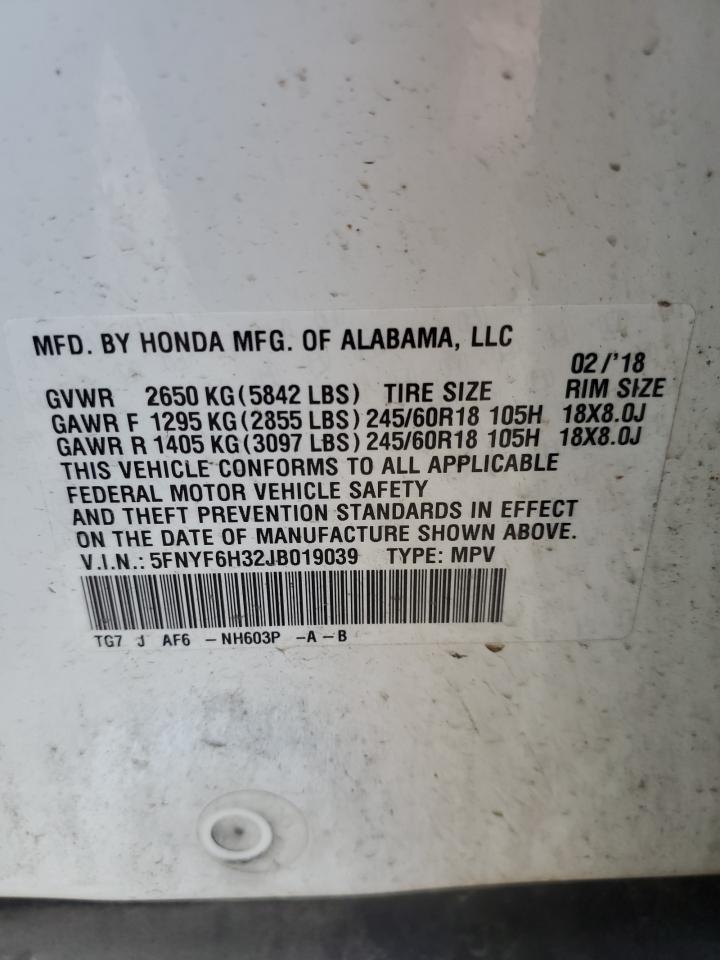 MFD. BY HONDA MFG. OF ALABAMA, LLC
02/'18
GVWR 2650 KG(5842 LBS) TIRE SIZE RIM SIZE
GAWR F 1295 KG(2855 LBS)245/60R18 105H 18X8.0J
GAWR R 1405 KG(3097 LBS)245/60R18 105H 18X8.0J
THIS VEHICLE CONFORMS TO ALL APPLICABLE
FEDERAL MOTOR VEHICLE SAFETY
AND THEFT PREVENTION STANDARDS IN EFFECT
ON THE DATE OF MANUFACTURE SHOWN ABOVE.
V.I.N.: 5FNYF6H32JB019039 TYPE: MPV
TG7 J AF6 -NH603P -A-B